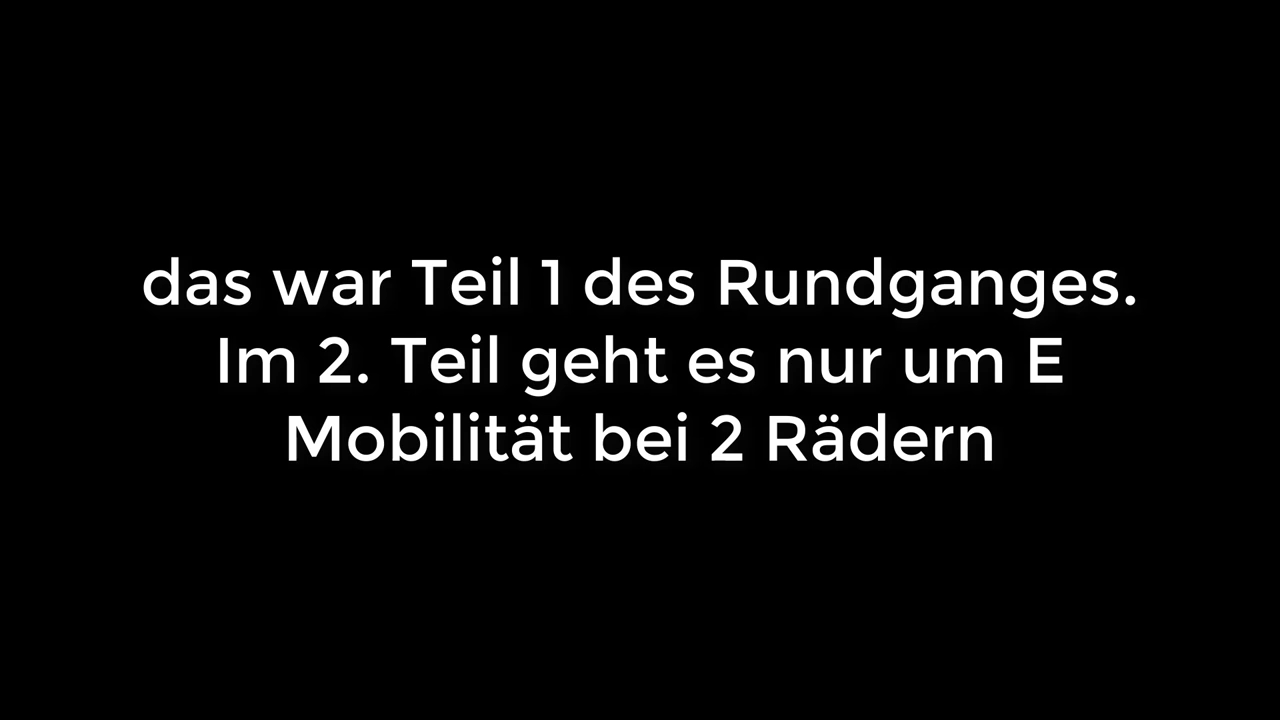 das war Teil 1 des Rundganges.
Im 2. Teil geht es nur um E
Mobilität bei 2 Rädern